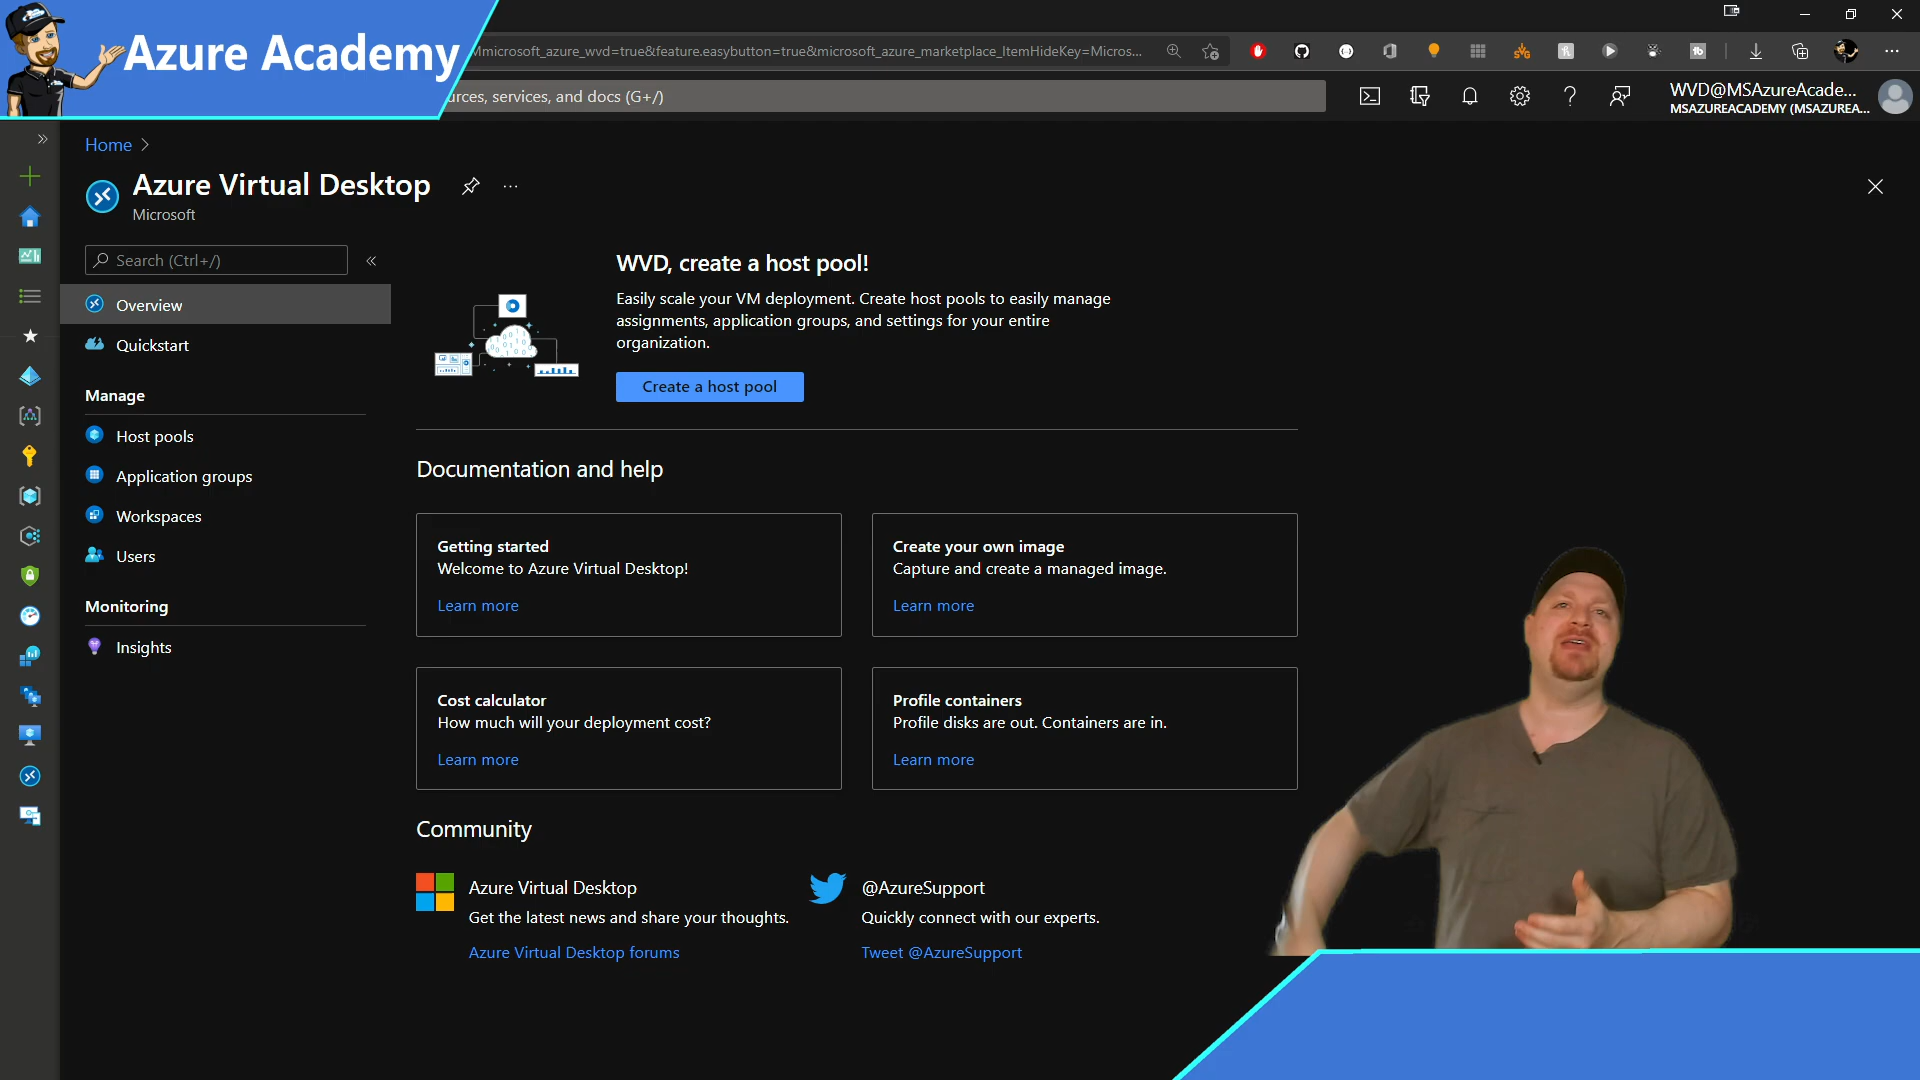 Azure Academy
Mmicrosoft_azure_wvd=true&feature.easybutton=true&microsoft_azure_marketplace_ItemHideKey=Micros...
services, and docs (G+/)
WVD@MSAzureAcade...
MSAZUREACADEMY (MSAZUREA...
Home
Azure Virtual Desktop
Microsoft
Search (Ctrl+/)
Overview
Quickstart
Manage
Host pools
Application groups
Workspaces
Users
Monitoring
Insights
WVD, create a host pool!
Easily scale your VM deployment. Create host pools to easily manage
assignments, application groups, and settings for your entire
organization.
Create a host pool
Documentation and help
Getting started
Welcome to Azure Virtual Desktop!
Learn more
Create your own image
Capture and create a managed image.
Learn more
Cost calculator
How much will your deployment cost?
Learn more
Profile containers
Profile disks are out. Containers are in.
Learn more
Community
Azure Virtual Desktop
Get the latest news and share your thoughts.
Azure Virtual Desktop forums
@AzureSupport
Quickly connect with our experts.
Tweet @AzureSupport